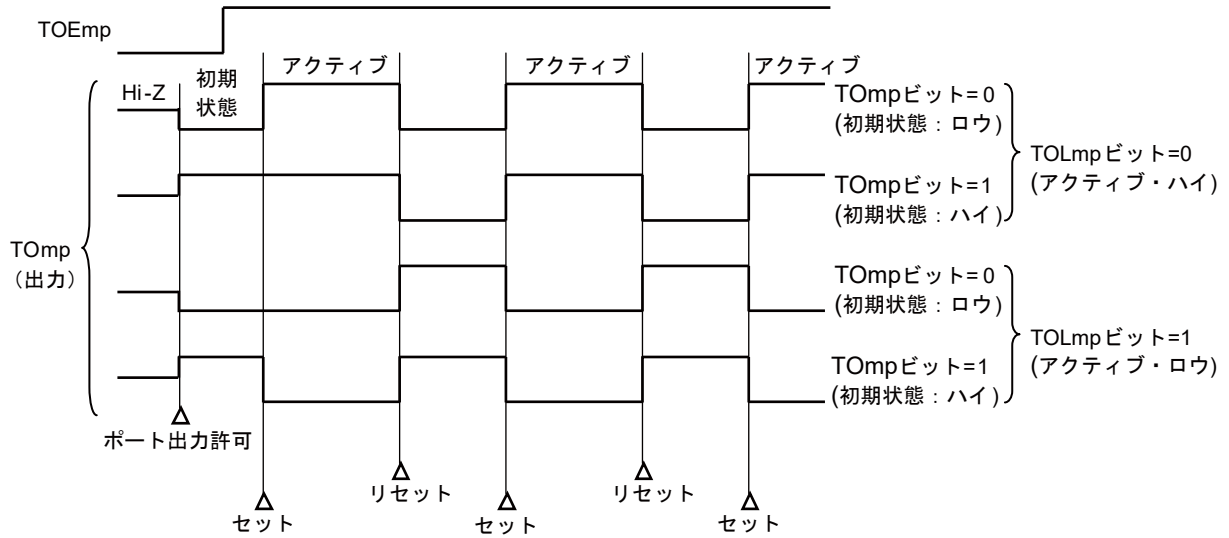 TOEmp
アクティブ
アクティブ
アクティブ
Hi-Z
初期
状態
TOmpビット=0
(初期状態：ロウ)
TOLmpビット=0
(アクティブ・ハイ)
TOmpビット=1
(初期状態：ハイ)
TOmp
（出力）
TOmpビット=0
(初期状態：ロウ)
TOLmpビット=1
(アクティブ・ロウ)
TOmpビット=1
(初期状態：ハイ)
ポート出力許可
リセット
リセット
セット
セット
セット